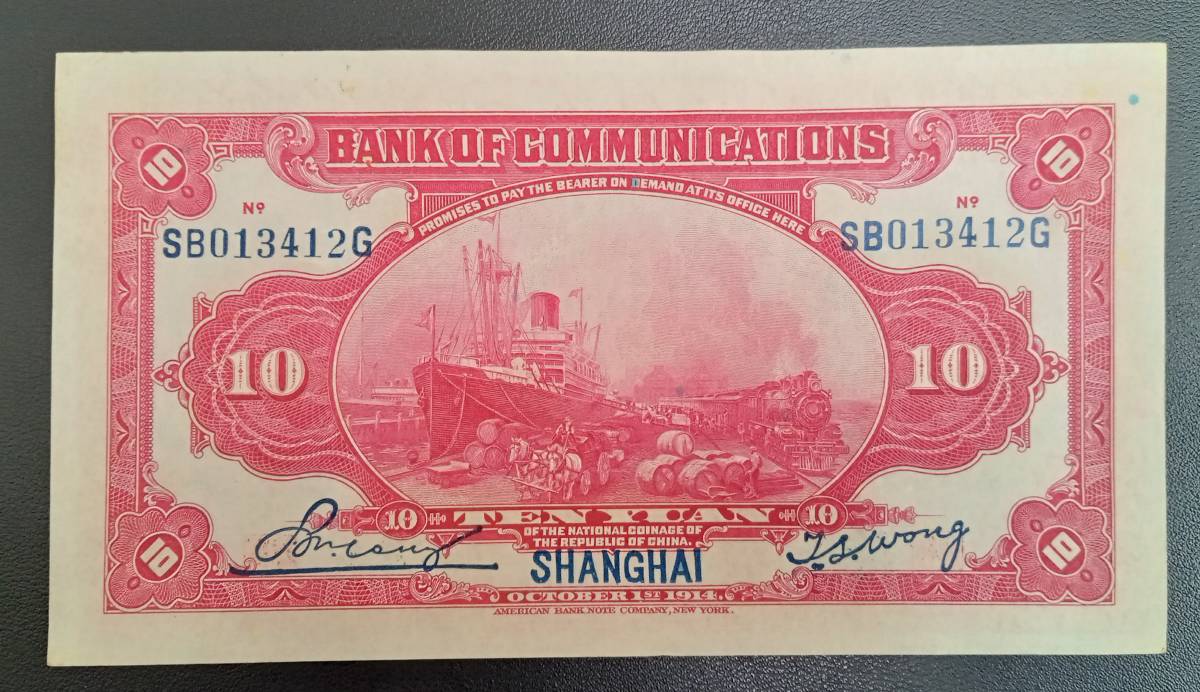 10 BANK OF COMMUNICATIONS 10
PROMISES TO PAY THE BEARER ON DEMAND AT ITS OFFICE HERE
Nº Nº
SB013412G SB013412G
10 10
10 TEN YUAN 10
OF THE NATIONAL COINAGE OF
THE REPUBLIC OF CHINA.
T.S. Wong
SHANGHAI
10 10
OCTOBER 1ST 1914.
AMERICAN BANK NOTE COMPANY, NEW YORK.